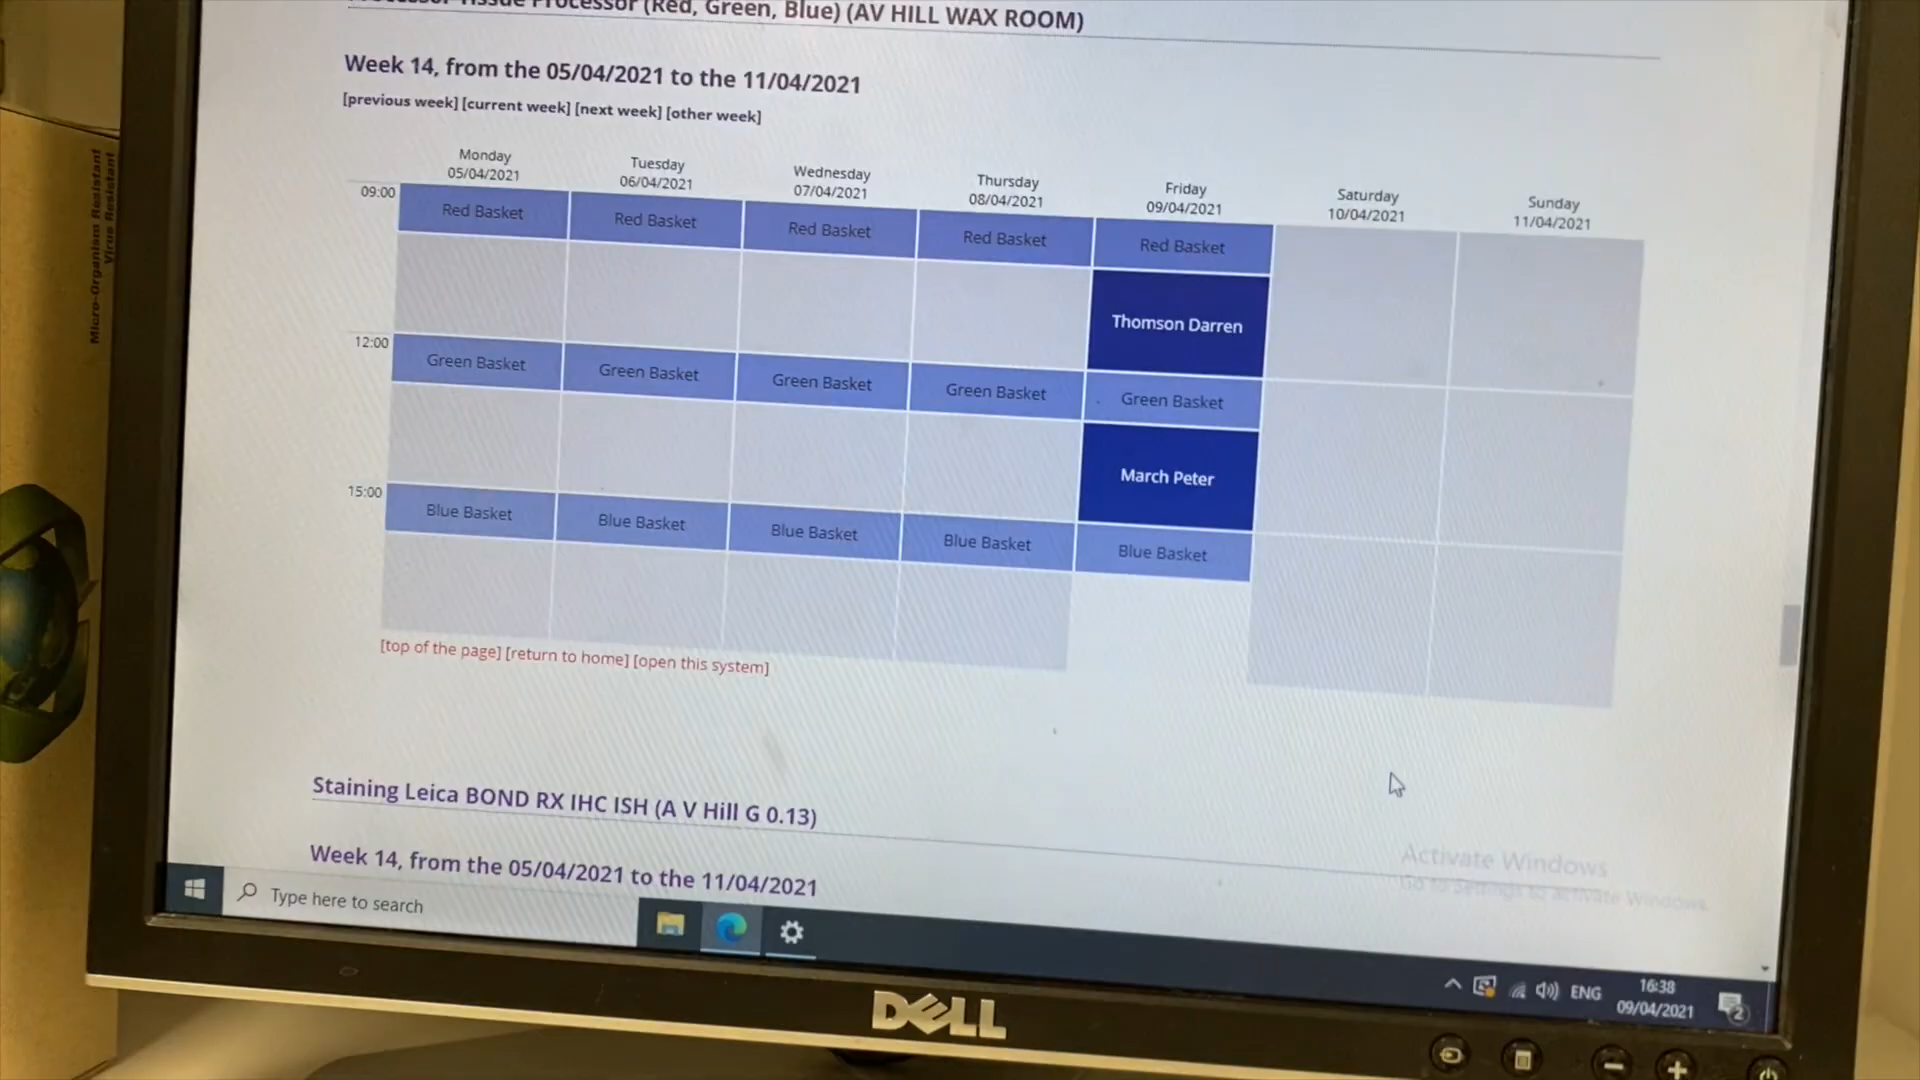 Processor Tissue Processor (Red, Green, Blue) (AV HILL WAX ROOM)
Week 14, from the 05/04/2021 to the 11/04/2021
[previous week] [current week] [next week] [other week]
Monday 05/04/2021
Tuesday 06/04/2021
Wednesday 07/04/2021
Thursday 08/04/2021
Friday 09/04/2021
Saturday 10/04/2021
Sunday 11/04/2021
09:00
Red Basket Red Basket Red Basket Red Basket Red Basket
Thomson Darren
12:00
Green Basket Green Basket Green Basket Green Basket Green Basket
March Peter
15:00
Blue Basket Blue Basket Blue Basket Blue Basket Blue Basket
[top of the page] [return to home] [open this system]
Staining Leica BOND RX IHC ISH (A V Hill G 0.13)
Week 14, from the 05/04/2021 to the 11/04/2021
Activate Windows
Go to Settings to activate Windows.
Type here to search
ENG
16:38
09/04/2021
2
DELL
Micro-Organism Resistant
Virus Resistant